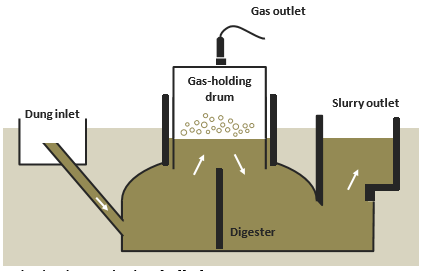 Gas outlet
Gas-holding
drum
Dung inlet
Slurry outlet
Digester